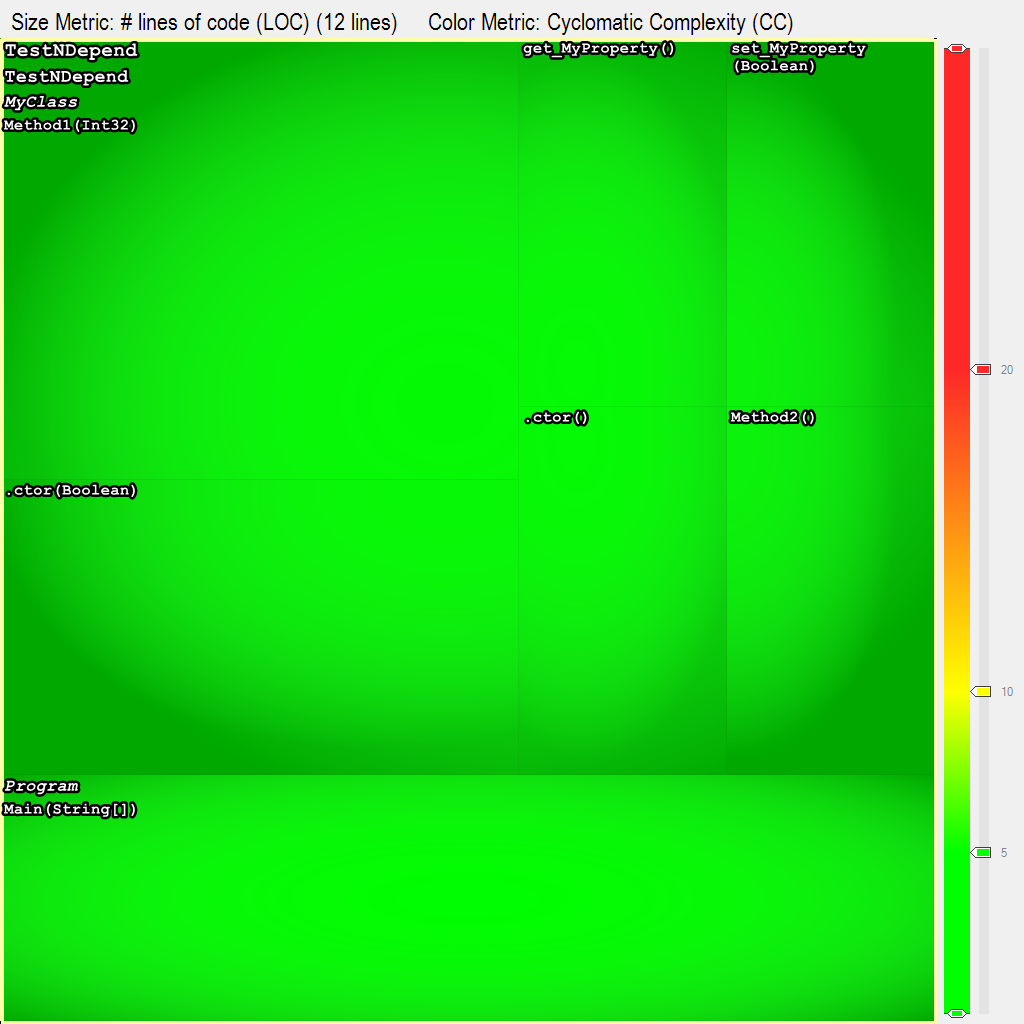 Size Metric: # lines of code (LOC) (12 lines) Color Metric: Cyclomatic Complexity (CC)
TestNDepend
TestNDepend
MyClass
Method1(Int32)
get_MyProperty()
set_MyProperty
(Boolean)
.ctor()
Method2()
.ctor(Boolean)
Program
Main(String[])
20
10
5